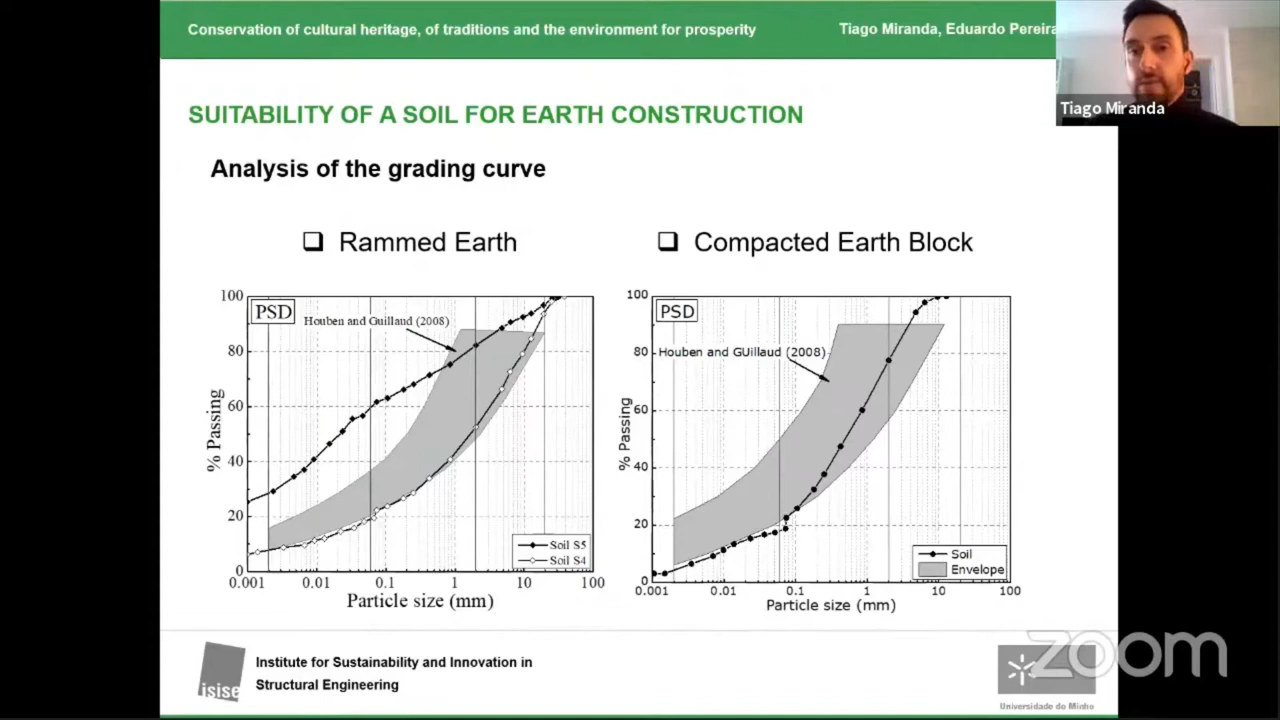 Conservation of cultural heritage, of traditions and the environment for prosperity
Tiago Miranda, Eduardo Pereira
Tiago Miranda
SUITABILITY OF A SOIL FOR EARTH CONSTRUCTION
Analysis of the grading curve
Rammed Earth
Compacted Earth Block
100
80
60
40
20
0
% Passing
PSD
Houben and Guillaud (2008)
Soil S5
Soil S4
0.001
0.01
0.1
1
10
100
Particle size (mm)
100
80
60
40
20
0
% Passing
PSD
Houben and GUillaud (2008)
Soil
Envelope
0.001
0.01
0.1
1
10
100
Particle size (mm)
isise
Institute for Sustainability and Innovation in
Structural Engineering
zoom
Universidade do Minho